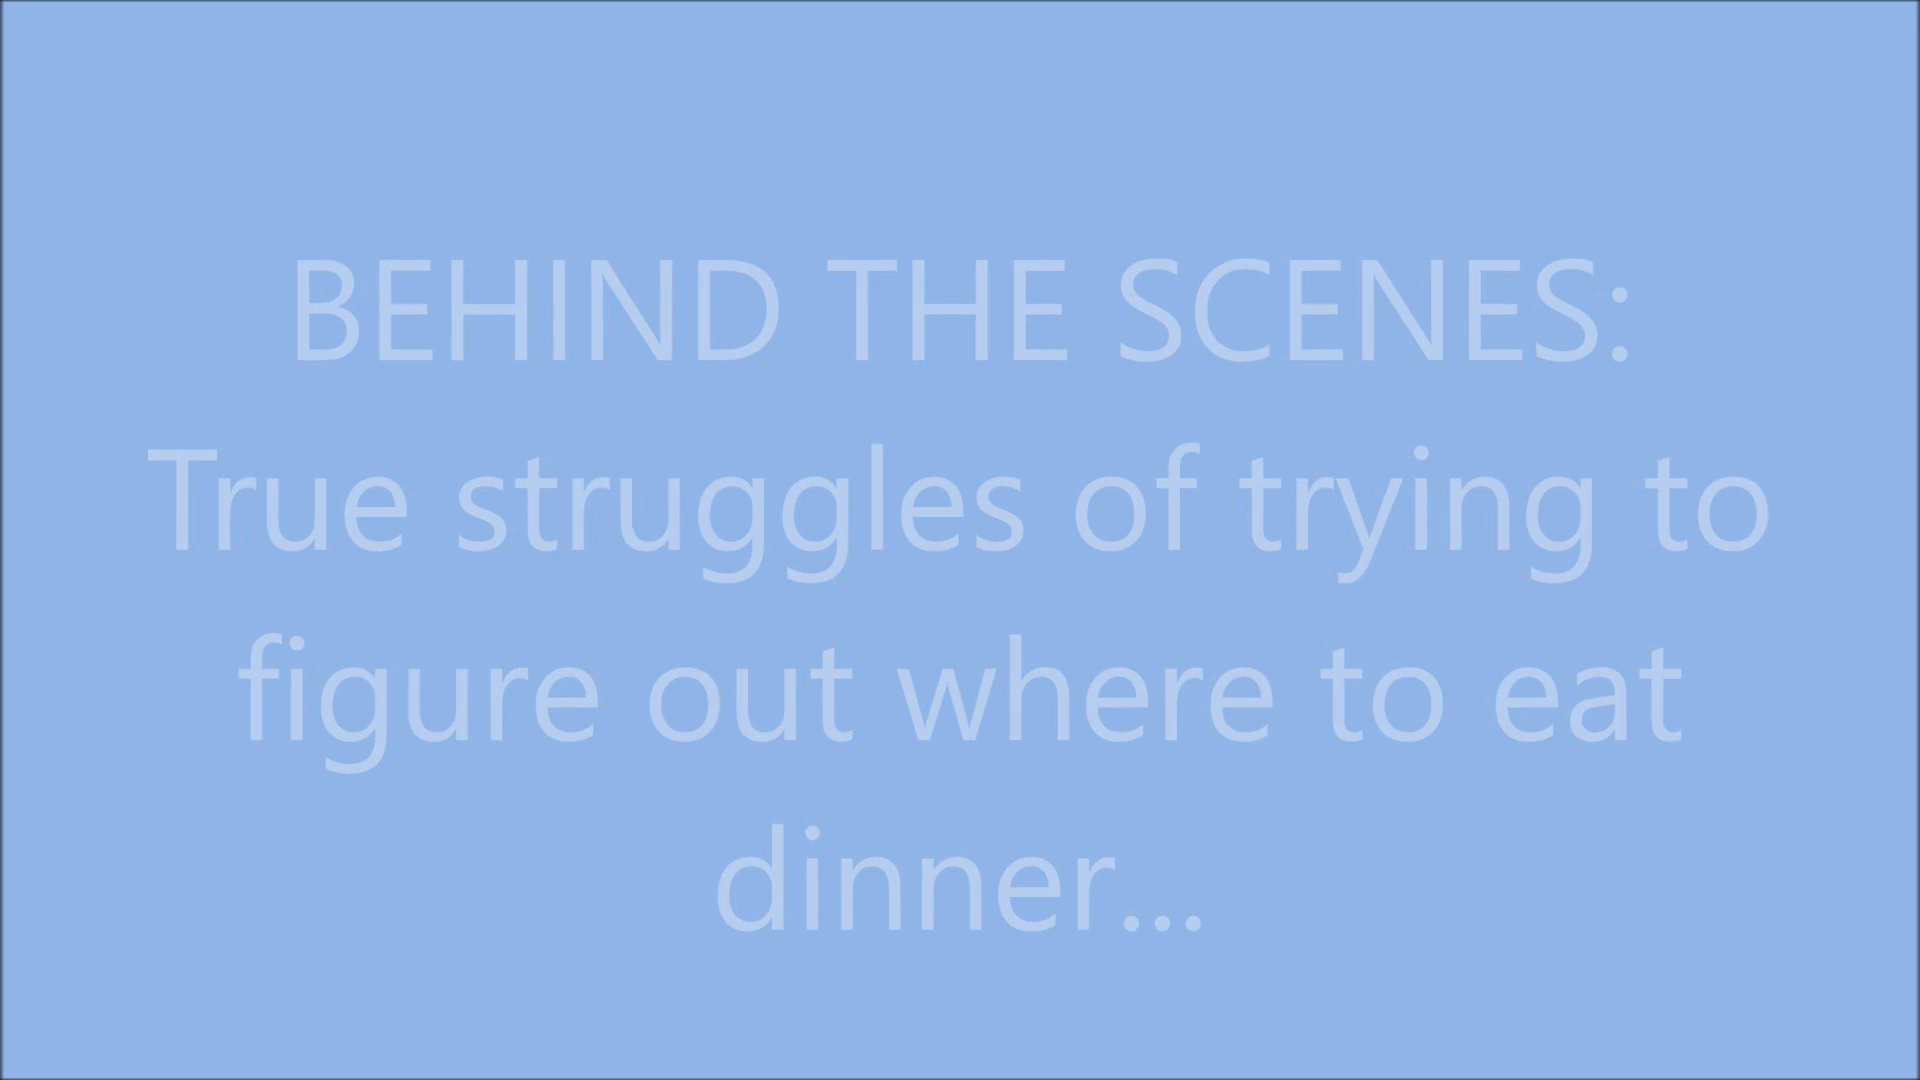 BEHIND THE SCENES:
True struggles of trying to
figure out where to eat
dinner...